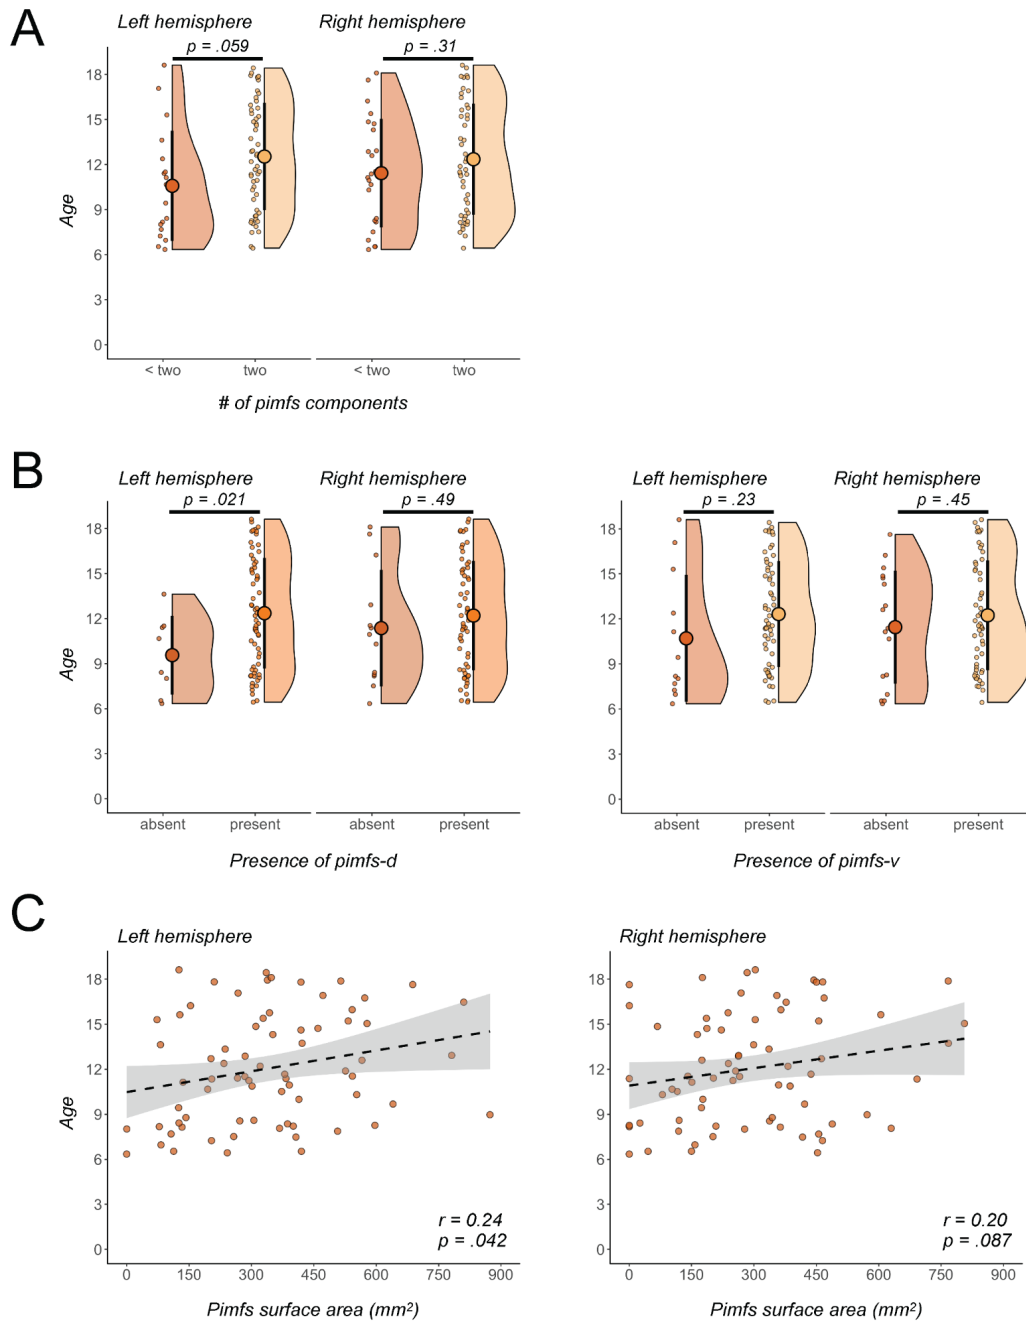 A
Left hemisphere
Right hemisphere
p = .059
p = .31
Age
18
15
12
9
6
3
0
< two
two
< two
two
# of pimfs components
B
Left hemisphere
Right hemisphere
p = .021
p = .49
Age
18
15
12
9
6
3
0
absent
present
absent
present
Presence of pimfs-d
Left hemisphere
Right hemisphere
p = .23
p = .45
Age
18
15
12
9
6
3
0
absent
present
absent
present
Presence of pimfs-v
C
Left hemisphere
Age
18
15
12
9
6
3
0
r = 0.24
p = .042
0 150 300 450 600 750 900
Pimfs surface area (mm²)
Right hemisphere
Age
18
15
12
9
6
3
0
r = 0.20
p = .087
0 150 300 450 600 750 900
Pimfs surface area (mm²)